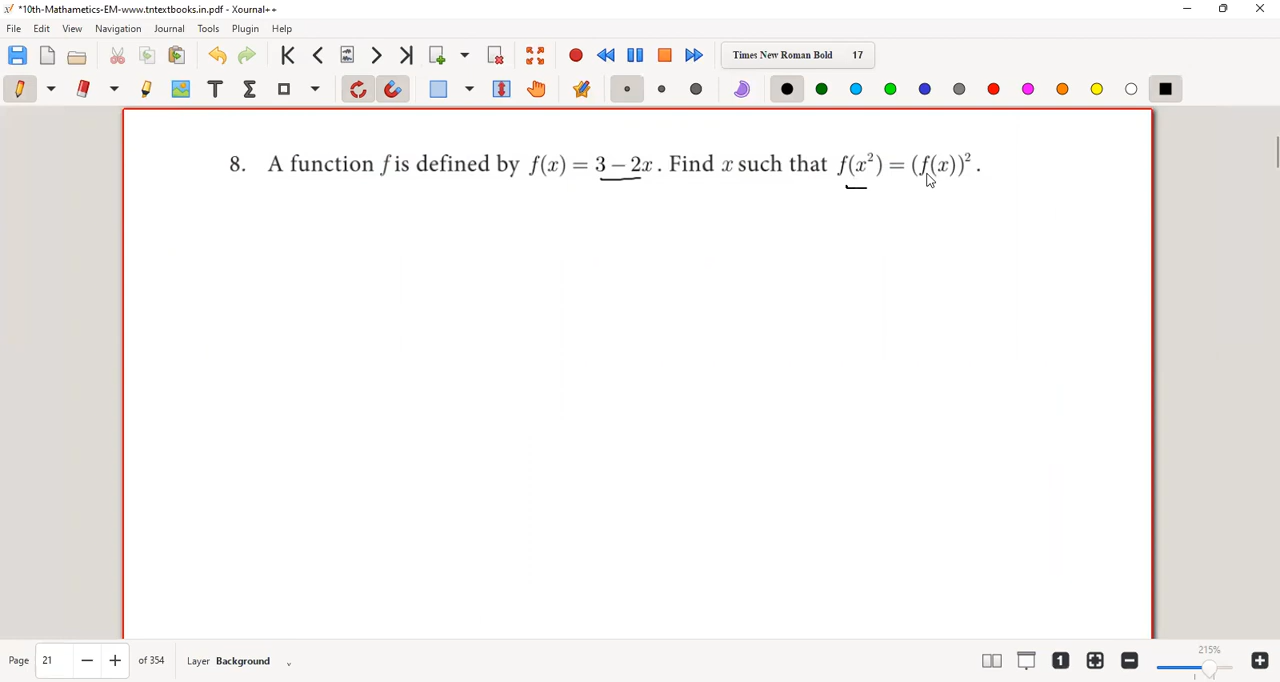 *10th-Mathametics-EM-www.tntextbooks.in.pdf - Xournal++
File Edit View Navigation Journal Tools Plugin Help
Times New Roman Bold 17
8. A function f is defined by f(x) = 3 – 2x . Find x such that f(x²) = (f(x))² .
Page 21 of 354 Layer Background 215%